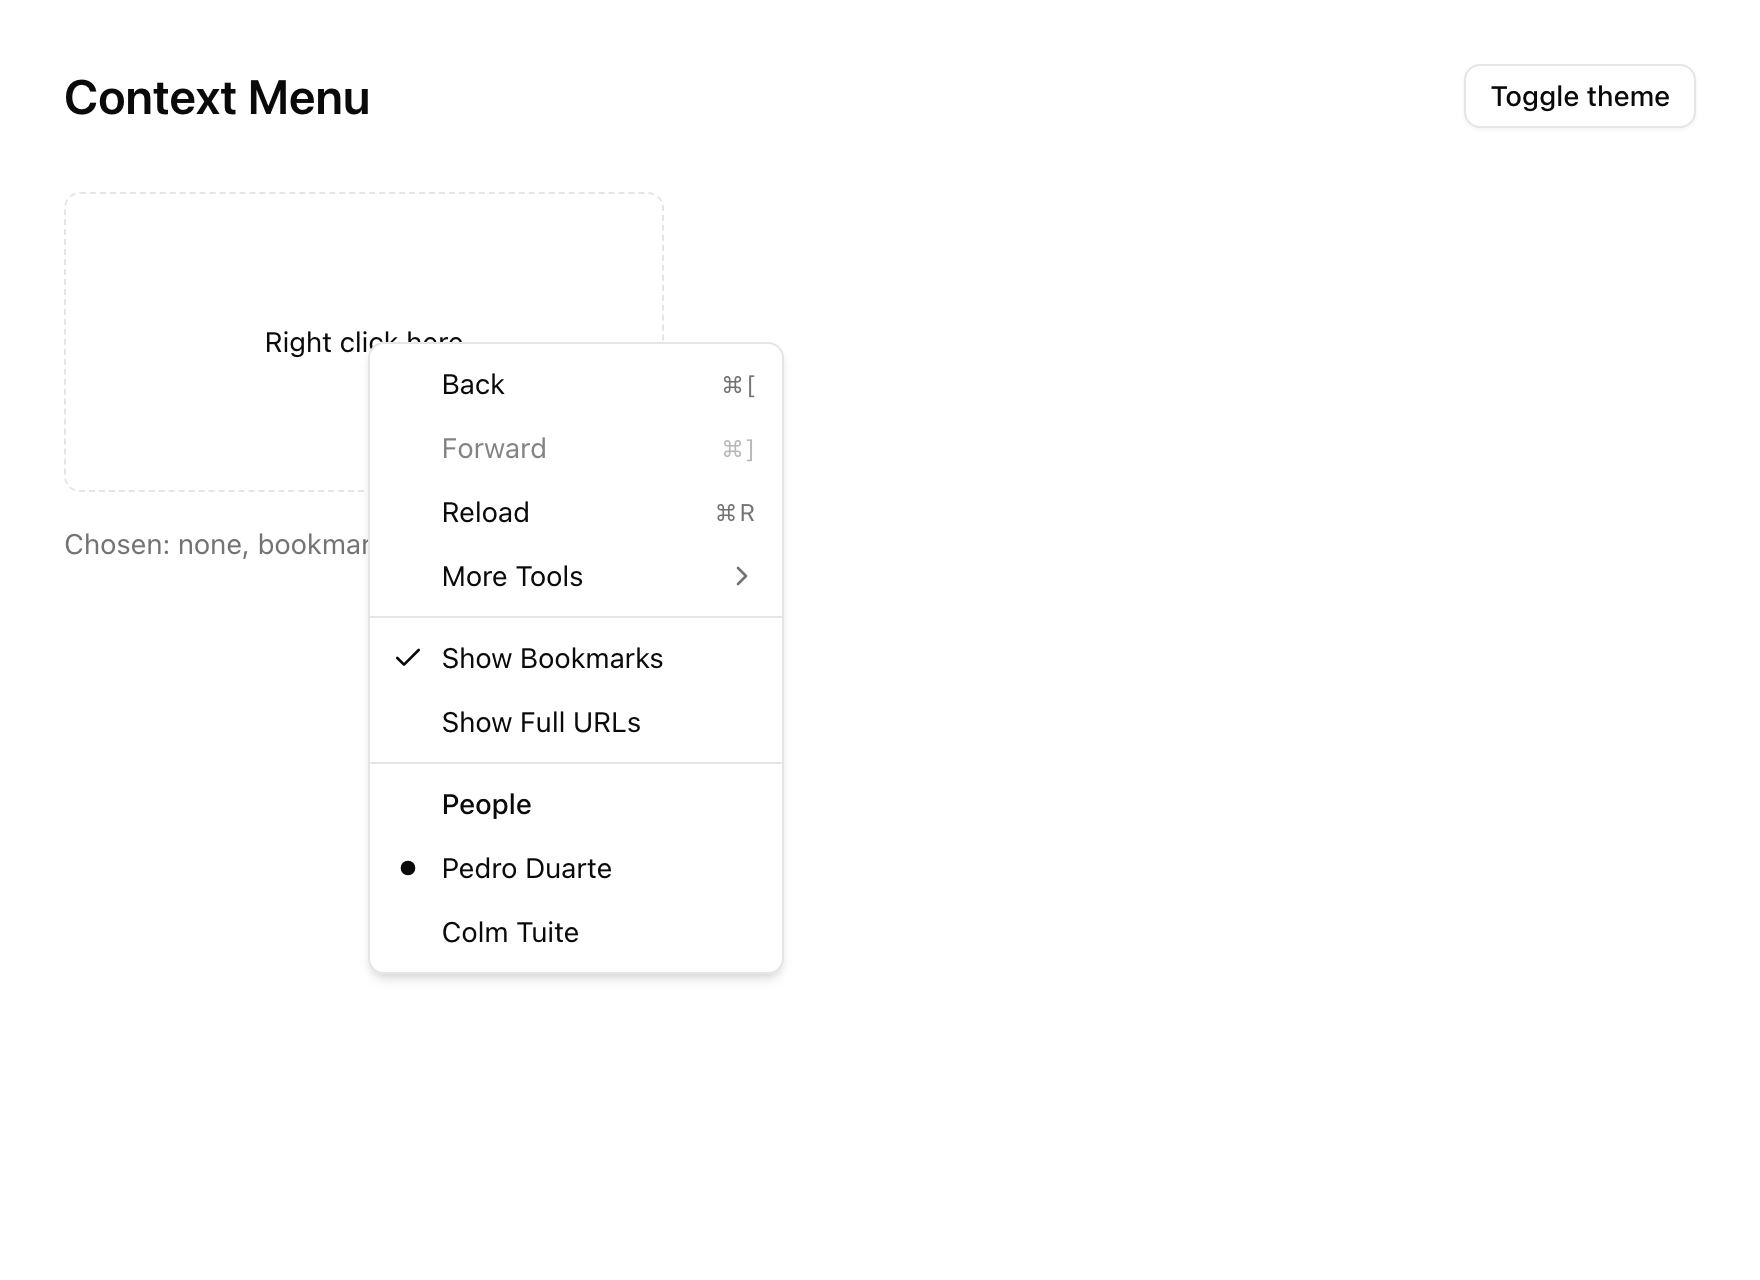 Context Menu
Toggle theme
Right click here
Chosen: none,
Back ⌘[
Forward ⌘]
Reload ⌘R
More Tools
Show Bookmarks
Show Full URLs
People
Pedro Duarte
Colm Tuite